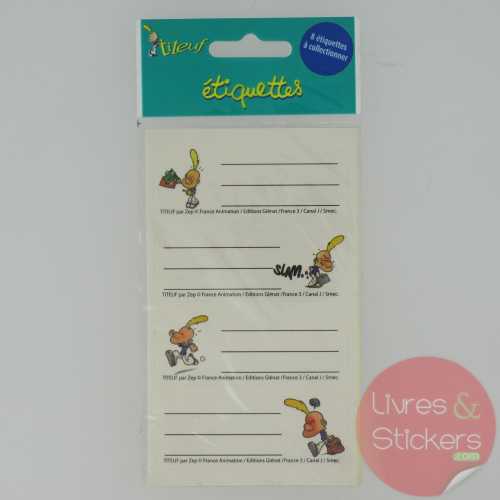 titeuf
8 étiquettes
à collectionner
étiquettes
TITEUF par Zep © France Animation / Editions Glénat /France 3 / Canal J / Smec.
SLAM..
TITEUF par Zep © France Animation / Editions Glénat /France 3 / Canal J / Smec.
TITEUF par Zep © France Animation / Editions Glénat /France 3 / Canal J / Smec.
TITEUF par Zep © France Animation / Editions Glénat /France 3 / Canal J / Smec.
Livres &
Stickers
.com